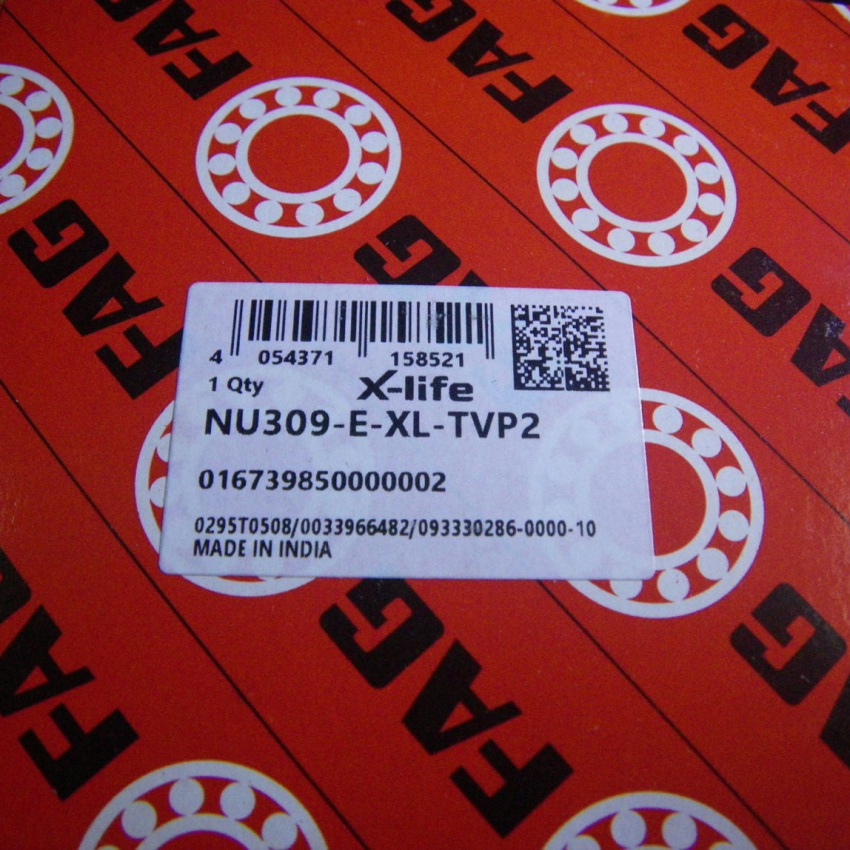 FAG
FAG
FAG
FAG
FAG
FAG
4 054371 158521
1 Qty X-life
NU309-E-XL-TVP2
016739850000002
0295T0508/0033966482/093330286-0000-10
MADE IN INDIA
FAG
FAG
FAG